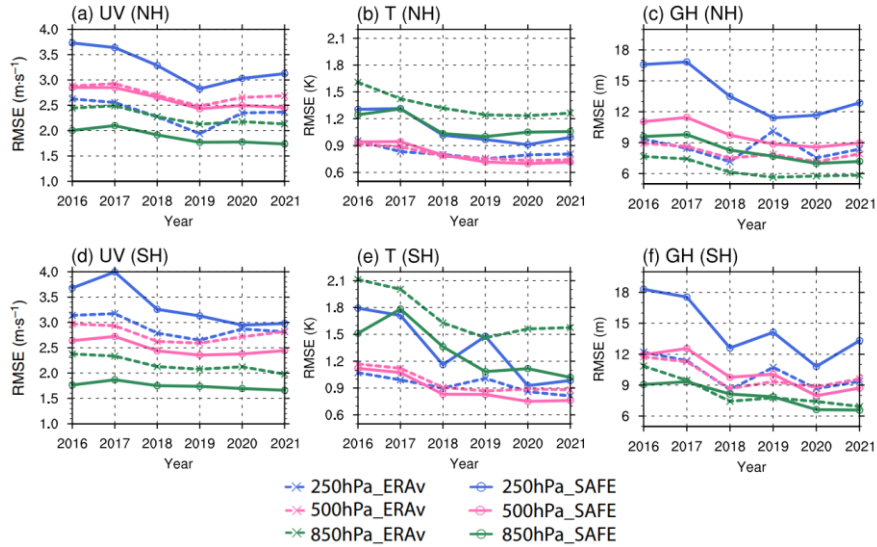 (a) UV (NH)
4.0
3.5
3.0
2.5
2.0
1.5
1.0
RMSE (m·s⁻¹)
2016 2017 2018 2019 2020 2021
Year
(b) T (NH)
2.1
1.8
1.5
1.2
0.9
0.6
RMSE (K)
2016 2017 2018 2019 2020 2021
Year
(c) GH (NH)
18
15
12
9
6
RMSE (m)
2016 2017 2018 2019 2020 2021
Year
(d) UV (SH)
4.0
3.5
3.0
2.5
2.0
1.5
1.0
RMSE (m·s⁻¹)
2016 2017 2018 2019 2020 2021
Year
(e) T (SH)
2.1
1.8
1.5
1.2
0.9
0.6
RMSE (K)
2016 2017 2018 2019 2020 2021
Year
(f) GH (SH)
18
15
12
9
6
RMSE (m)
2016 2017 2018 2019 2020 2021
Year
250hPa_ERAv 250hPa_SAFE
500hPa_ERAv 500hPa_SAFE
850hPa_ERAv 850hPa_SAFE